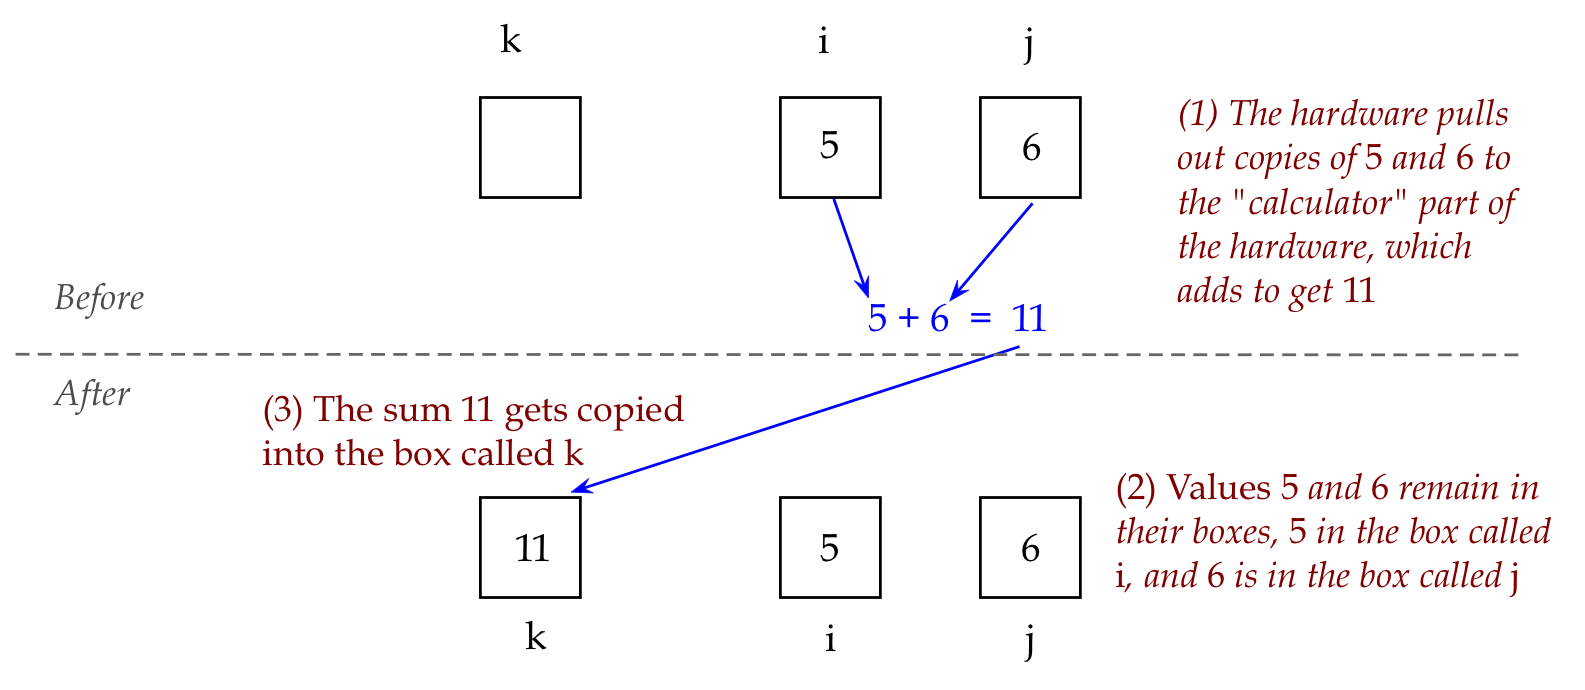 k i j
5 6
(1) The hardware pulls
out copies of 5 and 6 to
the "calculator" part of
the hardware, which
adds to get 11
Before
5 + 6 = 11
After
(3) The sum 11 gets copied
into the box called k
(2) Values 5 and 6 remain in
their boxes, 5 in the box called
i, and 6 is in the box called j
11 5 6
k i j